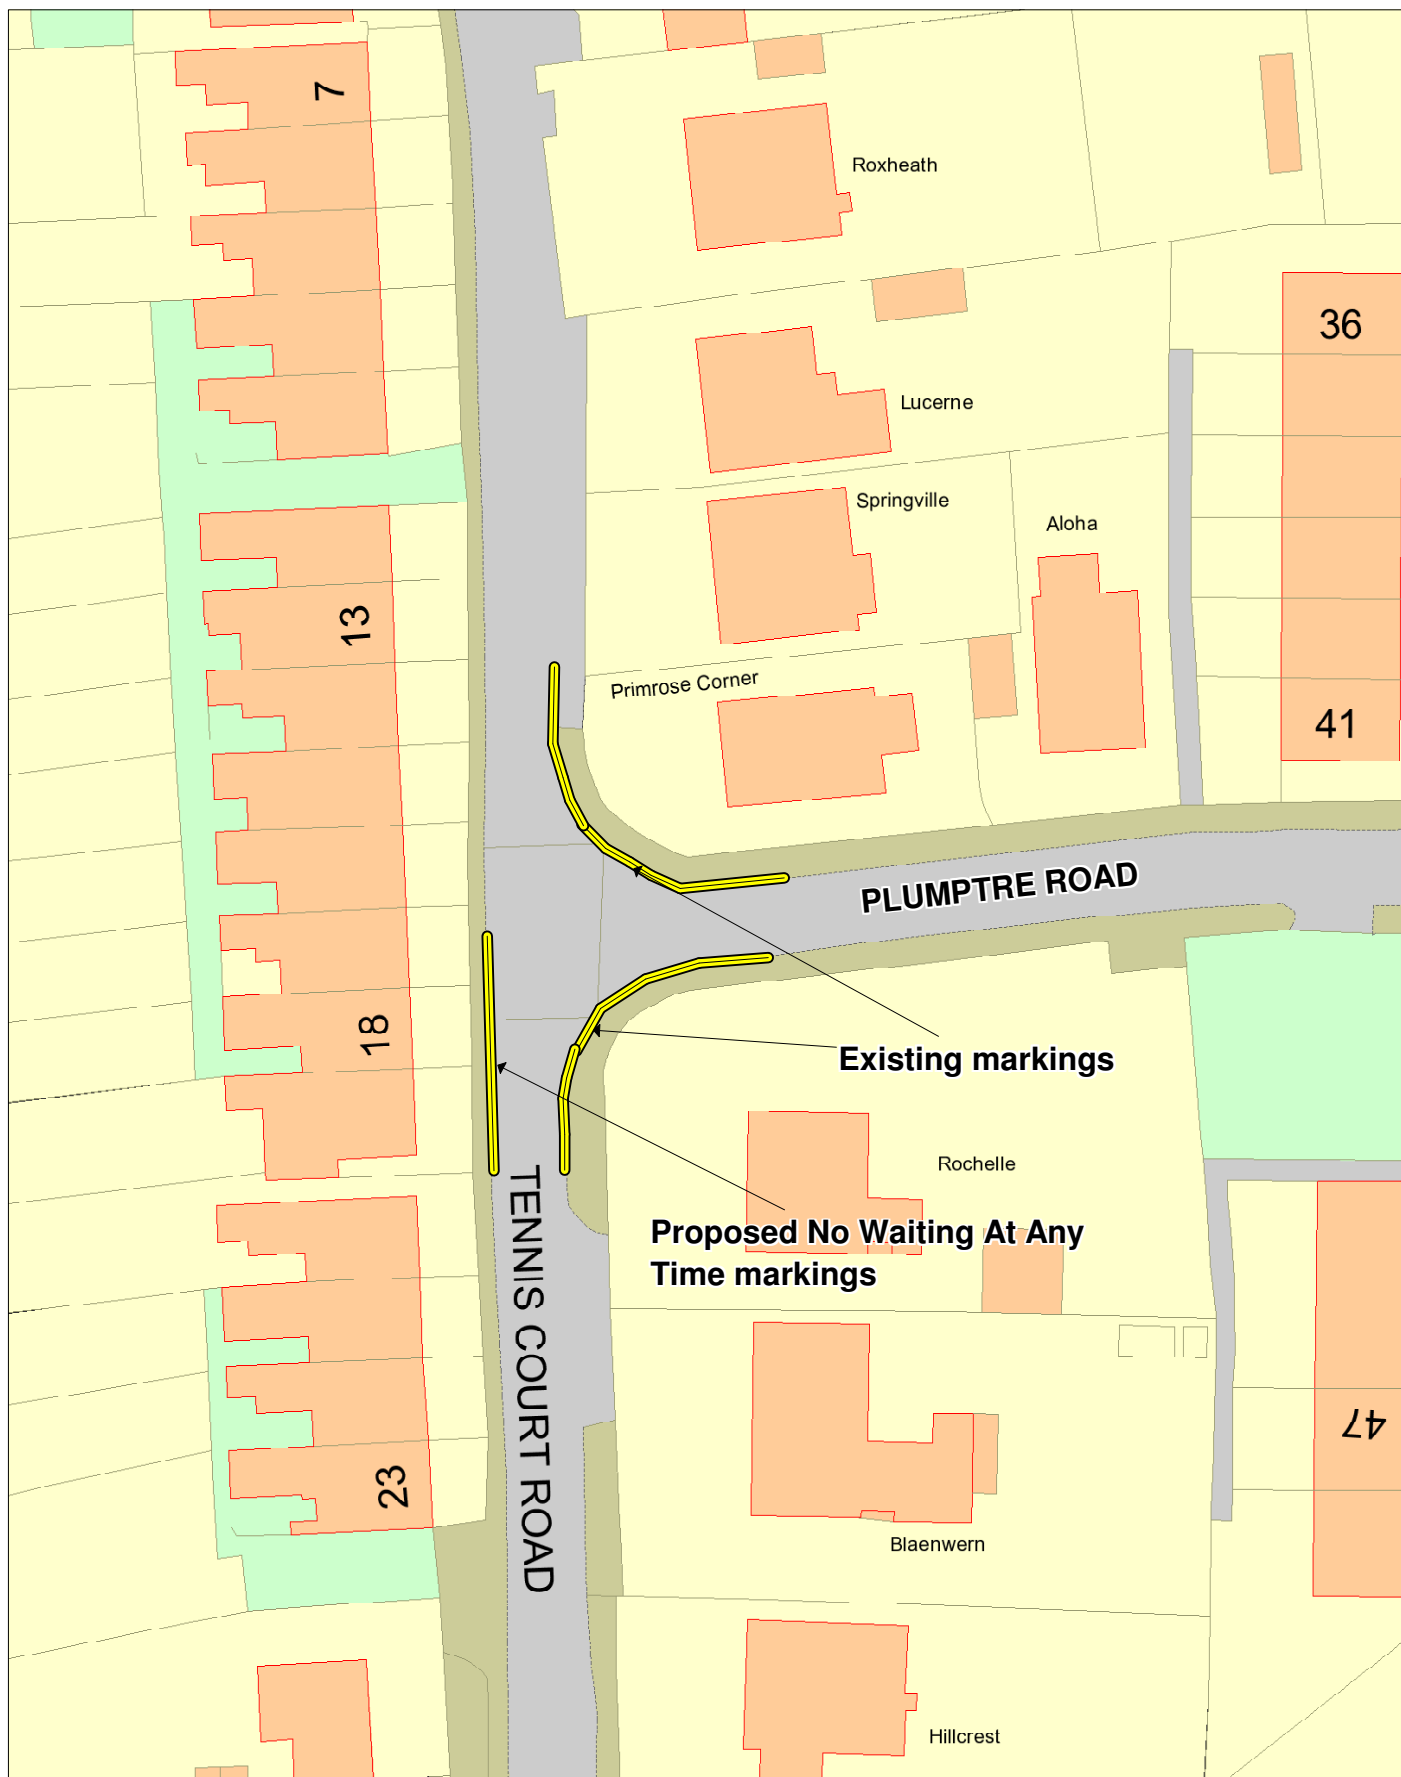 7
Roxheath
36
Lucerne
Springville
Aloha
13
Primrose Corner
41
PLUMPTRE ROAD
18
Existing markings
Rochelle
Proposed No Waiting At Any
Time markings
TENNIS COURT ROAD
47
23
Blaenwern
Hillcrest